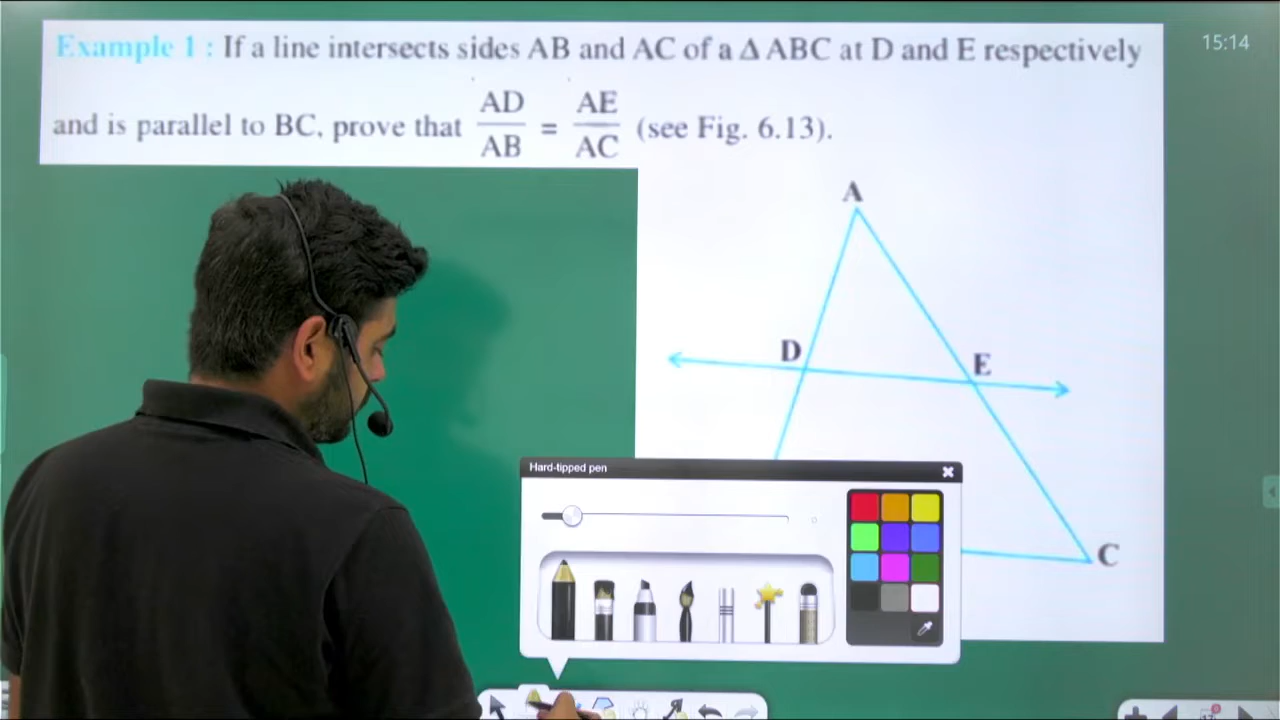 Example 1 : If a line intersects sides AB and AC of a Δ ABC at D and E respectively
15:14
and is parallel to BC, prove that AD/AB = AE/AC (see Fig. 6.13).
A
D
E
Hard-tipped pen
C